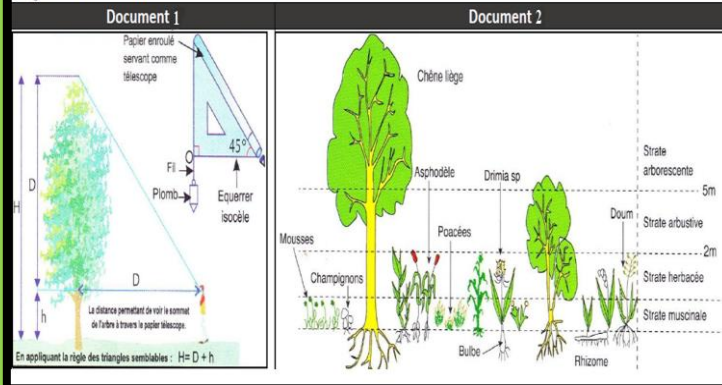 Document 1
Document 2
Papier enroulé
servant comme
télescope
45°
O
Fil
Plomb
Equerrer
isocèle
H
D
D
h
La distance permettant de voir le sommet
de l'arbre à travers le papier télescope.
En appliquant la règle des triangles semblables : H= D + h
Chêne liège
Asphodèle
Drimia sp
Poacées
Doum
Mousses
Champignons
Bulbe
Rhizome
Strate
arborescente
5m
Strate arbustive
2m
Strate herbacée
Strate muscinale